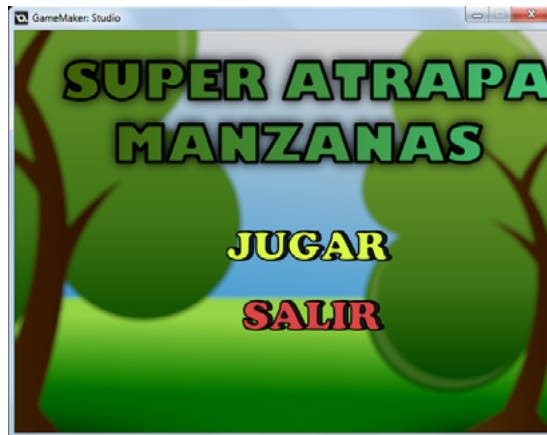 GameMaker: Studio
SUPER ATRAPA
MANZANAS
JUGAR
SALIR